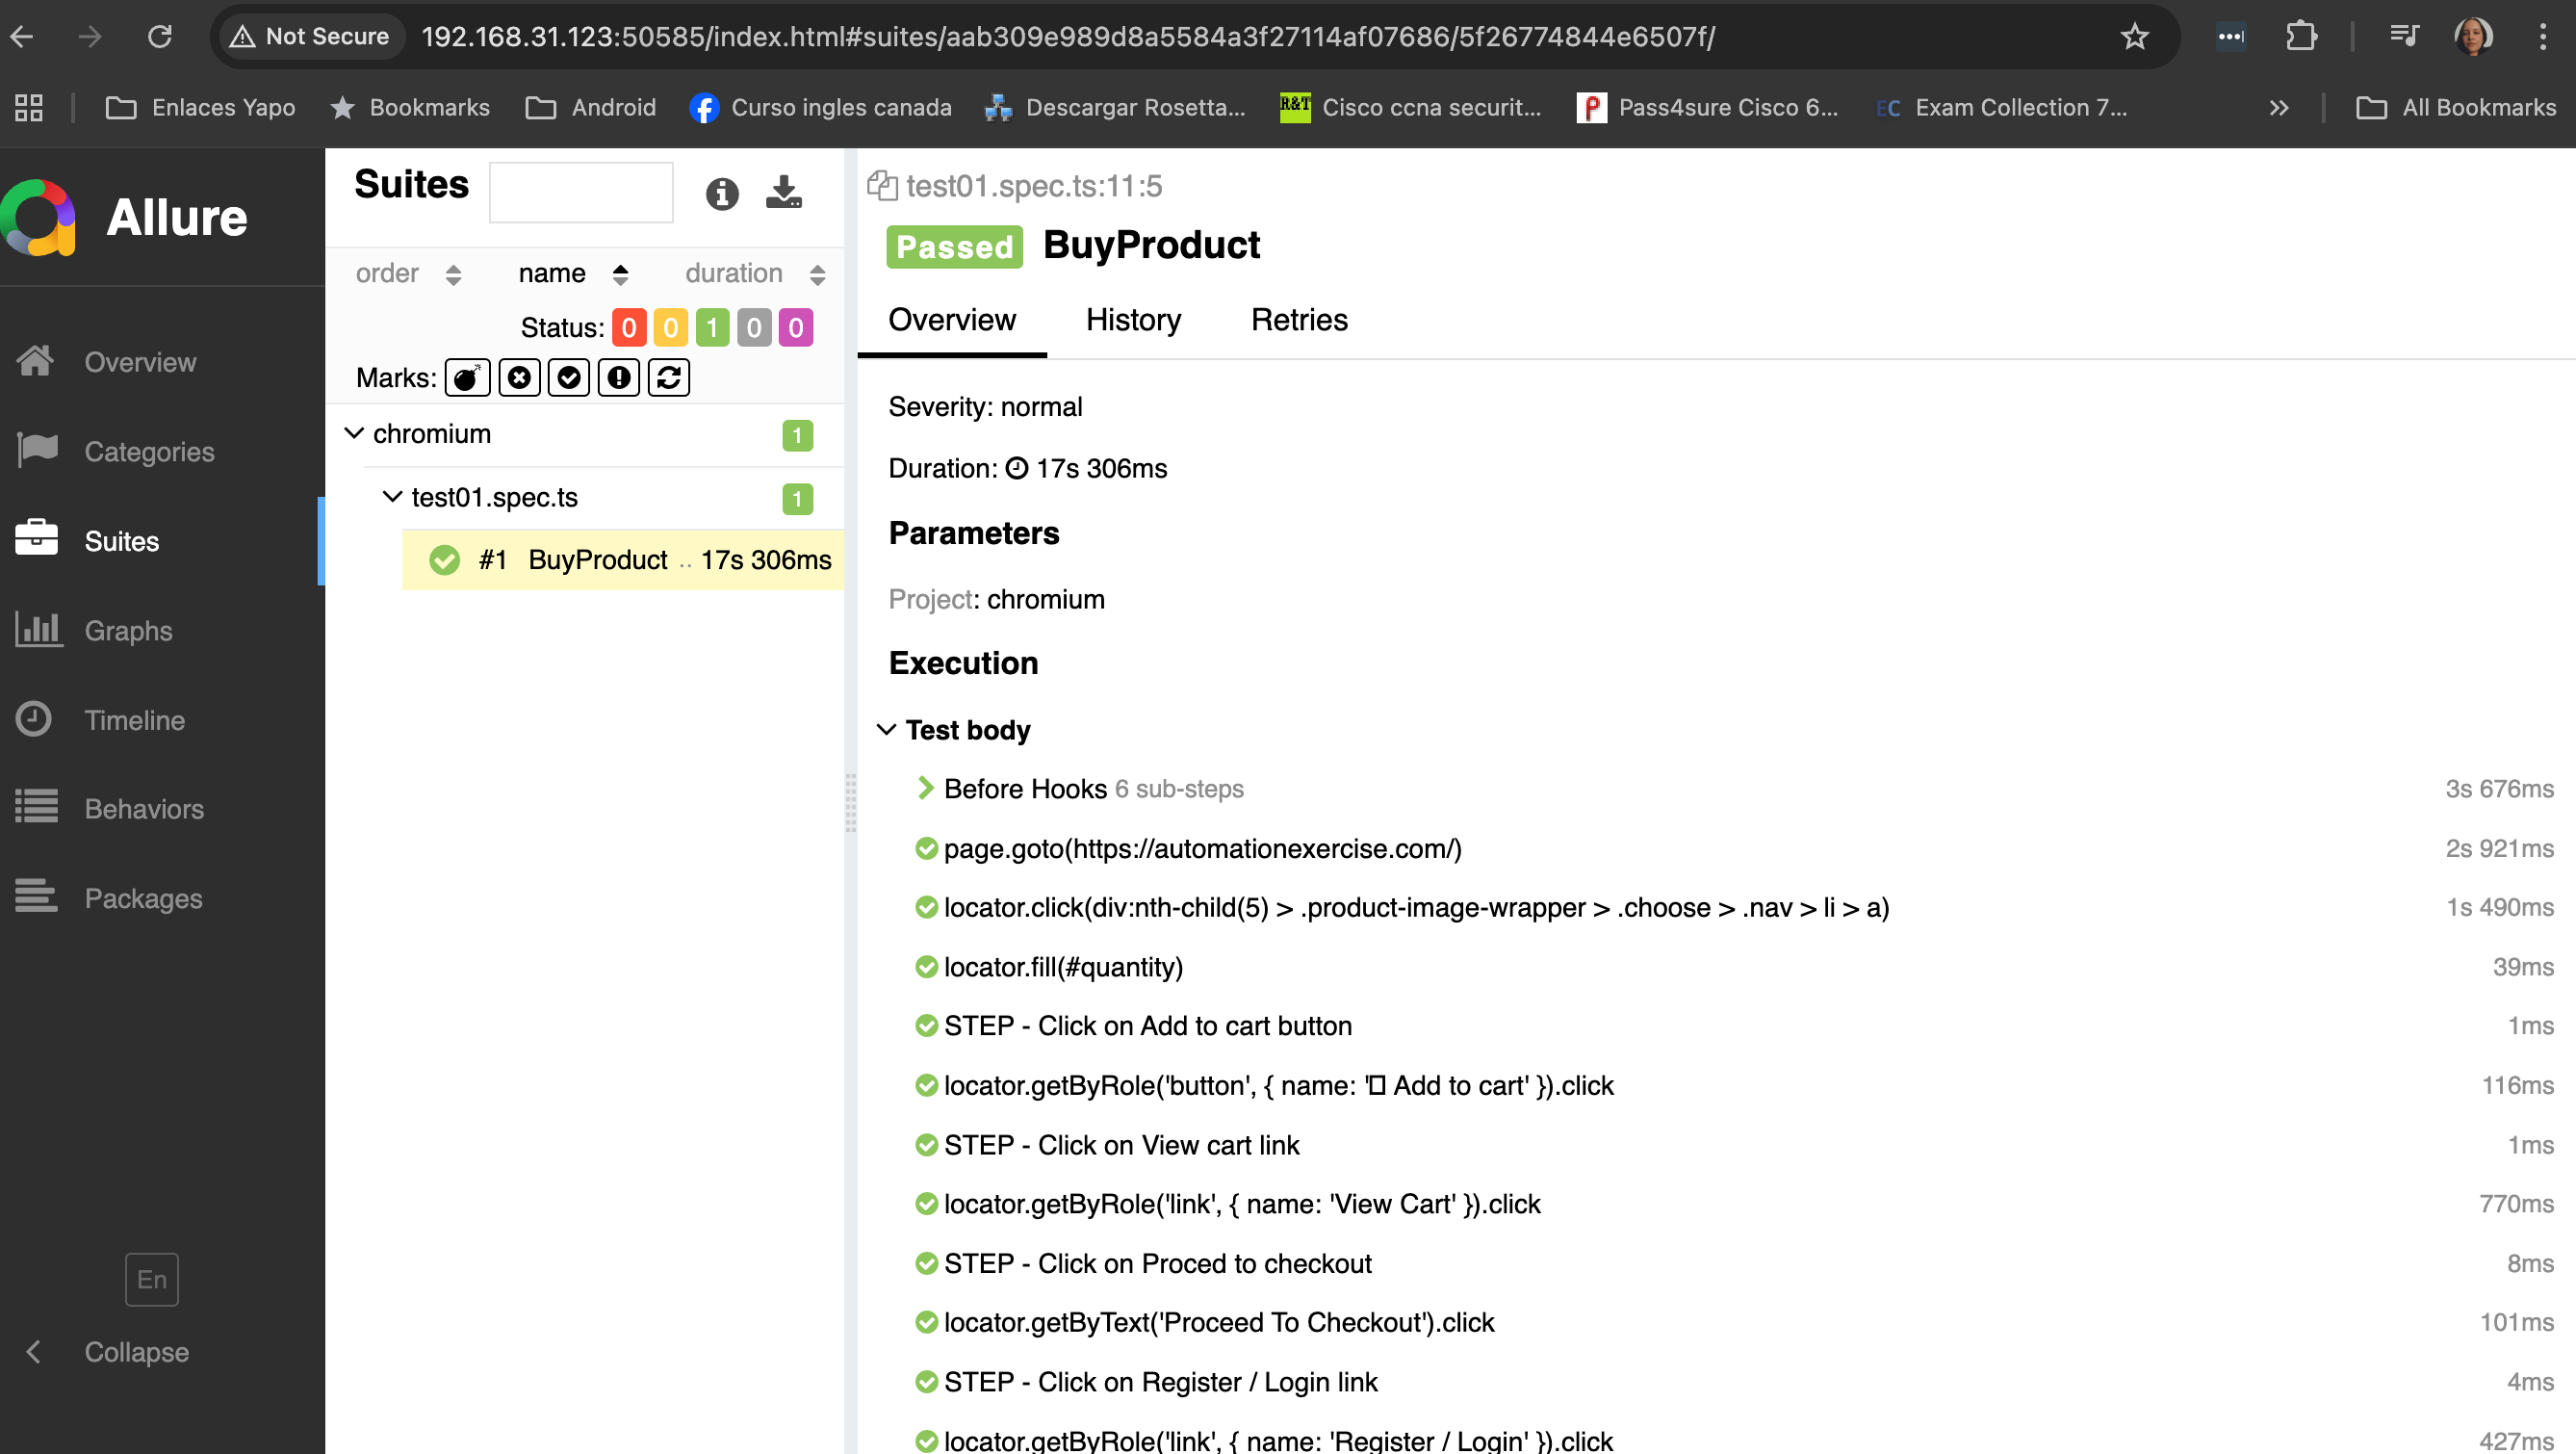 Not Secure 192.168.31.123:50585/index.html#suites/aab309e989d8a5584a3f27114af07686/5f26774844e6507f/
Enlaces Yapo Bookmarks Android Curso ingles canada Descargar Rosetta... R&T Cisco ccna securit... P Pass4sure Cisco 6... EC Exam Collection 7... All Bookmarks
Allure
Overview
Categories
Suites
Graphs
Timeline
Behaviors
Packages
En
Collapse
Suites
order name duration
Status: 0 0 1 0 0
Marks:
chromium 1
test01.spec.ts 1
#1 BuyProduct .. 17s 306ms
test01.spec.ts:11:5
Passed BuyProduct
Overview History Retries
Severity: normal
Duration: 17s 306ms
Parameters
Project: chromium
Execution
Test body
Before Hooks 6 sub-steps 3s 676ms
page.goto(https://automationexercise.com/) 2s 921ms
locator.click(div:nth-child(5) > .product-image-wrapper > .choose > .nav > li > a) 1s 490ms
locator.fill(#quantity) 39ms
STEP - Click on Add to cart button 1ms
locator.getByRole('button', { name: '▯ Add to cart' }).click 116ms
STEP - Click on View cart link 1ms
locator.getByRole('link', { name: 'View Cart' }).click 770ms
STEP - Click on Proced to checkout 8ms
locator.getByText('Proceed To Checkout').click 101ms
STEP - Click on Register / Login link 4ms
locator.getByRole('link', { name: 'Register / Login' }).click 427ms